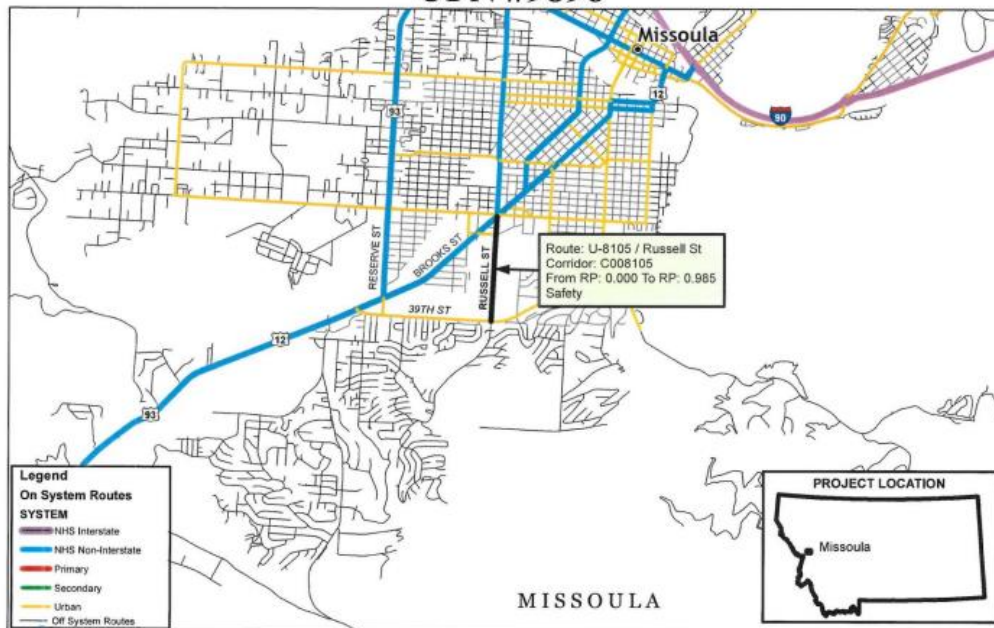 Missoula
12
93
90
Route: U-8105 / Russell St
Corridor: C008105
From RP: 0.000 To RP: 0.985
Safety
RESERVE ST
BROOKS ST
RUSSELL ST
39TH ST
12
93
Legend
On System Routes
SYSTEM
NHS Interstate
NHS Non-Interstate
Primary
Secondary
Urban
Off System Routes
MISSOULA
PROJECT LOCATION
Missoula